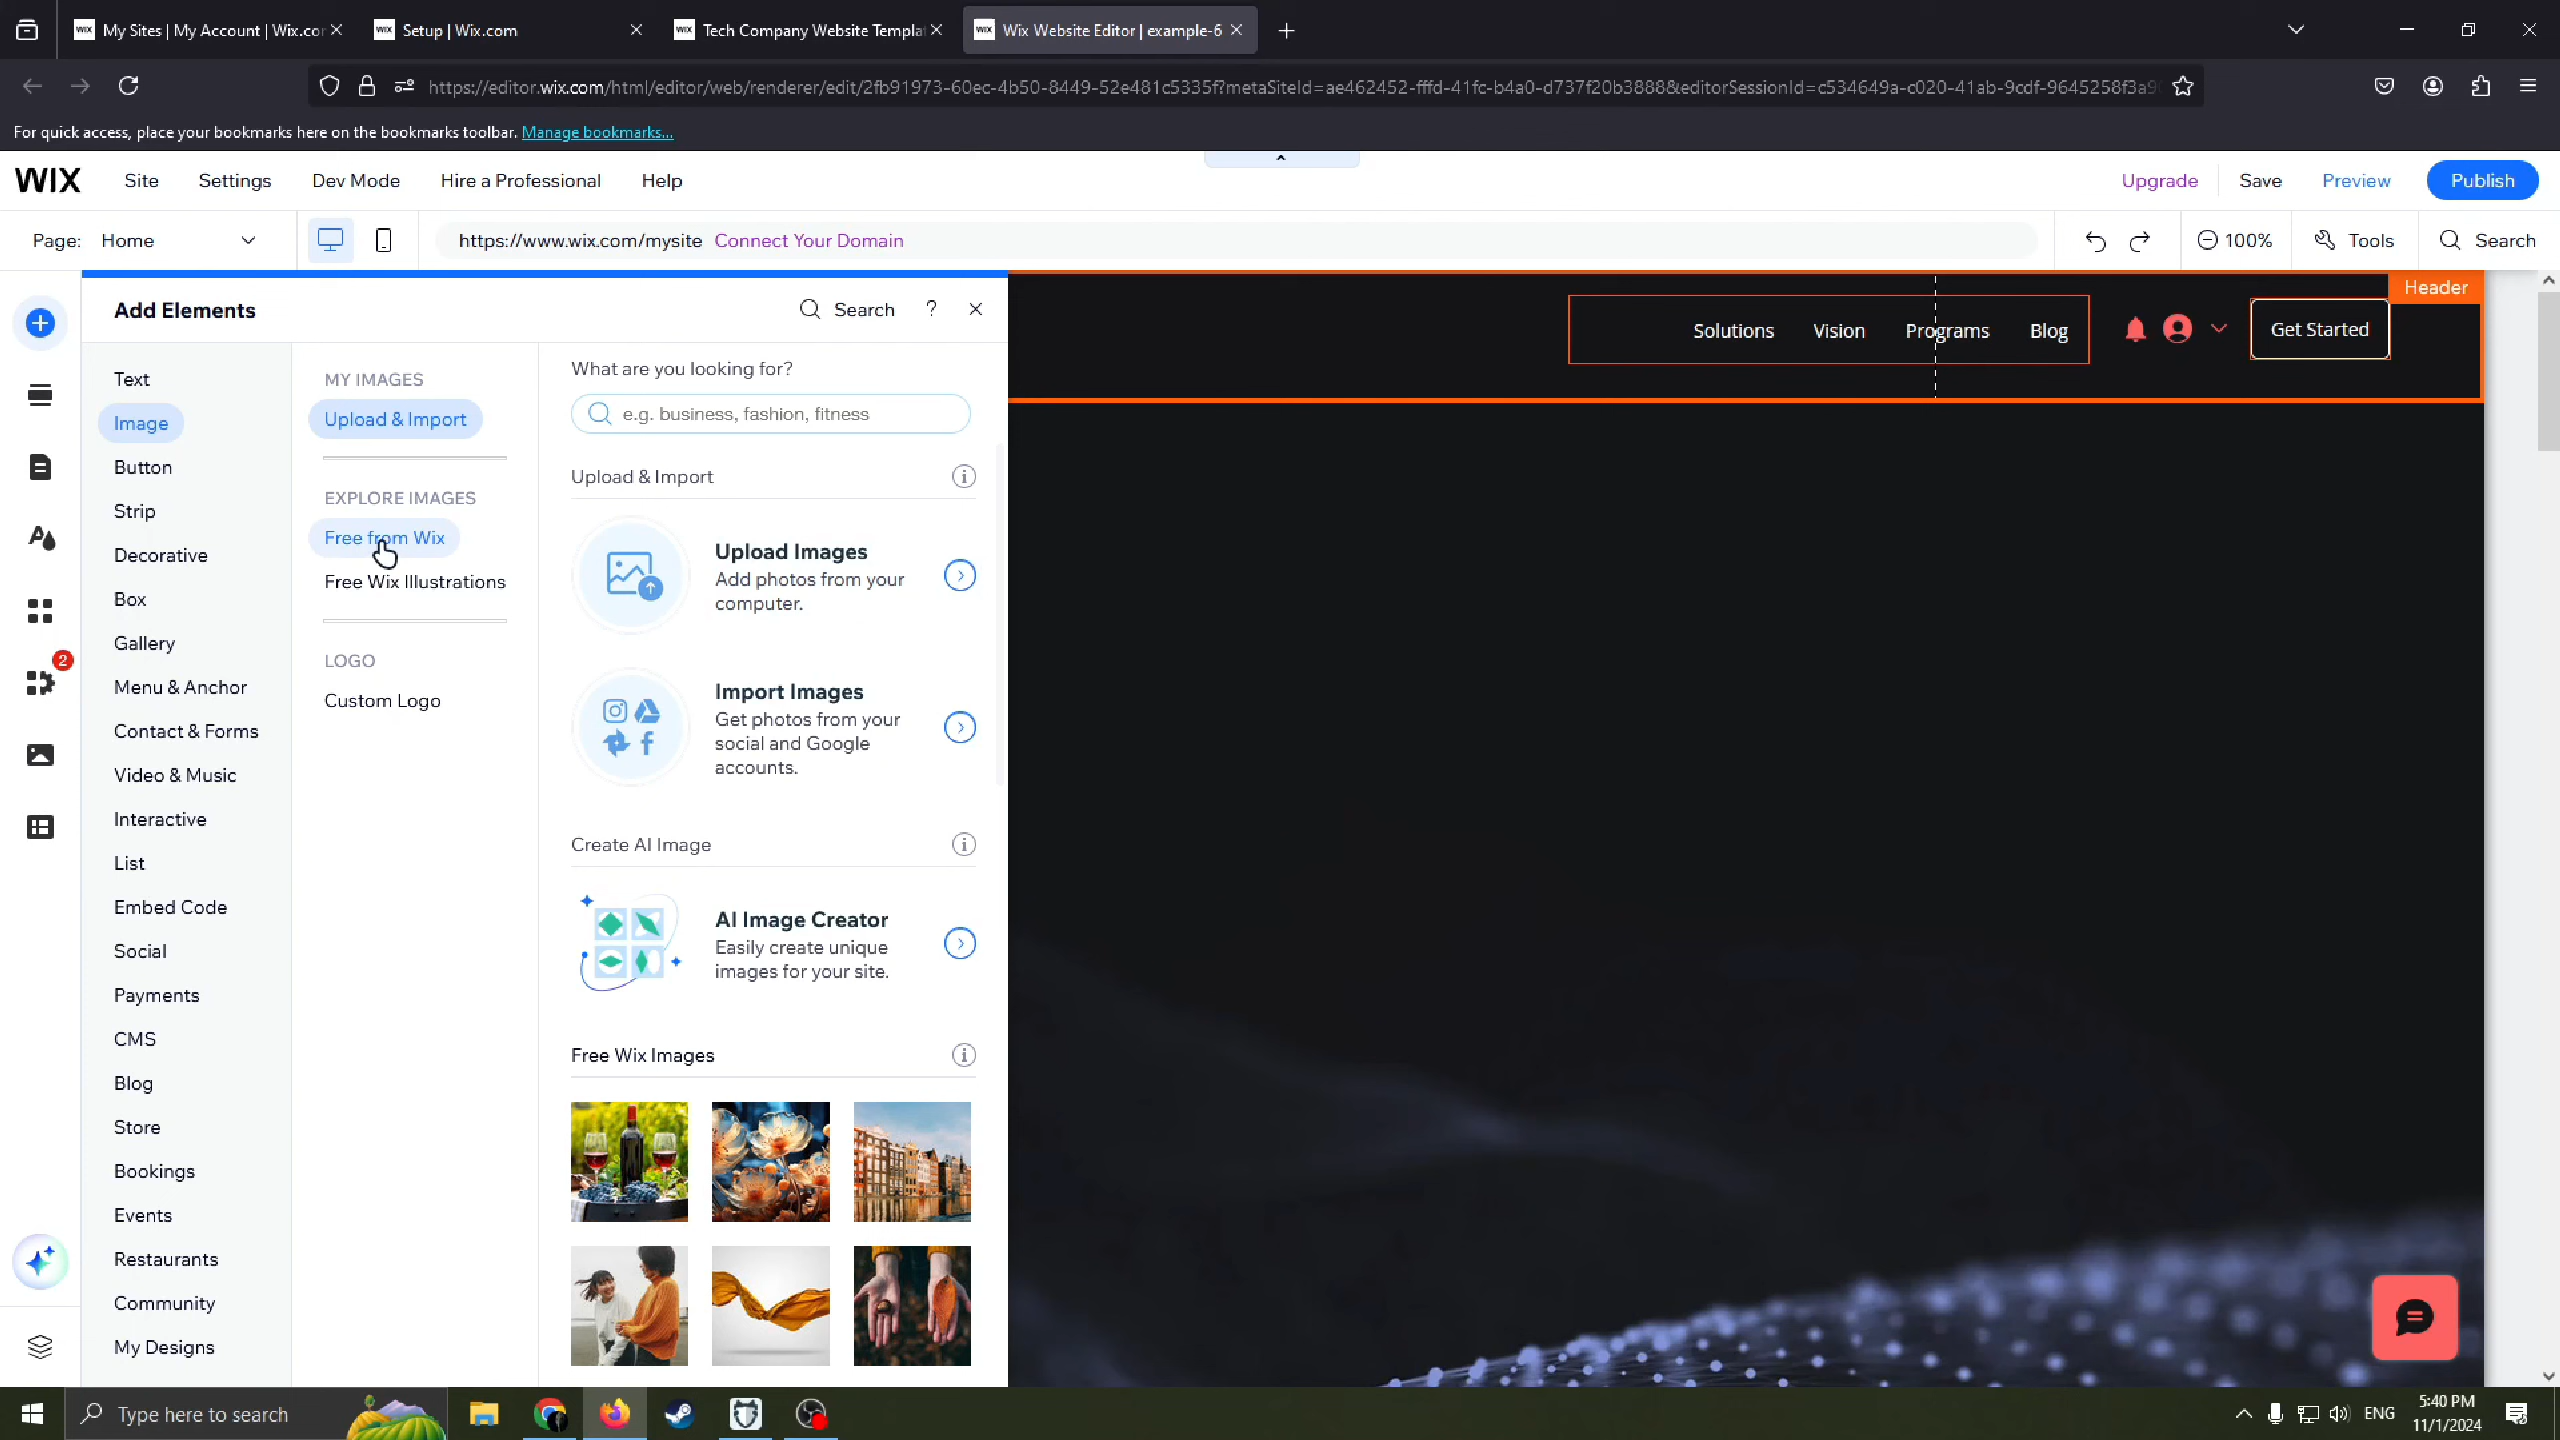 My Sites | My Account | Wix.cor
Setup | Wix.com
Tech Company Website Templa
Wix Website Editor | example-6
https://editor.wix.com/html/editor/web/renderer/edit/2fb91973-60ec-4b50-8449-52e481c5335f?metaSiteId=ae462452-fffd-41fc-b4a0-d737f20b3888&editorSessionId=c534649a-c020-41ab-9cdf-9645258f3a9
For quick access, place your bookmarks here on the bookmarks toolbar. Manage bookmarks...
WIX Site Settings Dev Mode Hire a Professional Help Upgrade Save Preview Publish
Page: Home https://www.wix.com/mysite Connect Your Domain 100% Tools Search
Add Elements Search ?
Header
Solutions Vision Programs Blog Get Started
Text
Image
Button
Strip
Decorative
Box
Gallery
Menu & Anchor
Contact & Forms
Video & Music
Interactive
List
Embed Code
Social
Payments
CMS
Blog
Store
Bookings
Events
Restaurants
Community
My Designs
2
MY IMAGES
Upload & Import
EXPLORE IMAGES
Free from Wix
Free Wix Illustrations
LOGO
Custom Logo
What are you looking for?
e.g. business, fashion, fitness
Upload & Import
Upload Images
Add photos from your
computer.
Import Images
Get photos from your
social and Google
accounts.
Create AI Image
AI Image Creator
Easily create unique
images for your site.
Free Wix Images
Type here to search
ENG
5:40 PM
11/1/2024